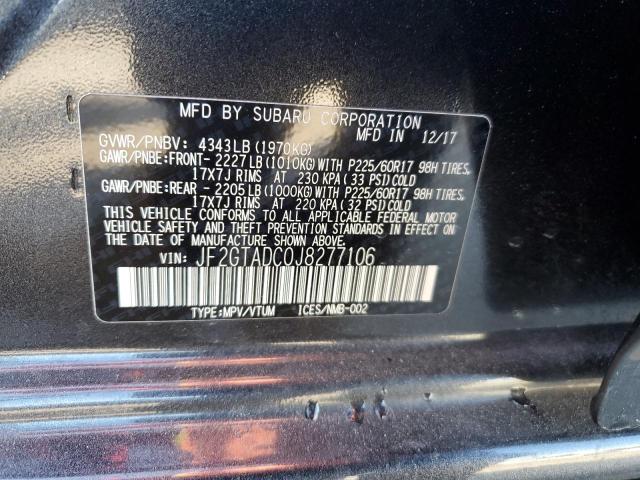 MFD BY SUBARU CORPORATION
MFD IN 12/17
GVWR/PNBV: 4343LB(1970KG)
GAWR/PNBE:FRONT- 2227LB(1010KG)WITH P225/60R17 98H TIRES,
17X7J RIMS AT 230 KPA(33 PSI)COLD
GAWR/PNBE:REAR - 2205LB(1000KG)WITH P225/60R17 98H TIRES,
17X7J RIMS AT 220 KPA(32 PSI)COLD
THIS VEHICLE CONFORMS TO ALL APPLICABLE FEDERAL MOTOR
VEHICLE SAFETY AND THEFT PREVENTION STANDARDS IN EFFECT
ON THE DATE OF MANUFACTURE SHOWN ABOVE.
VIN: JF2GTADC0J8277106
TYPE:MPV/VTUM ICES/NMB-002